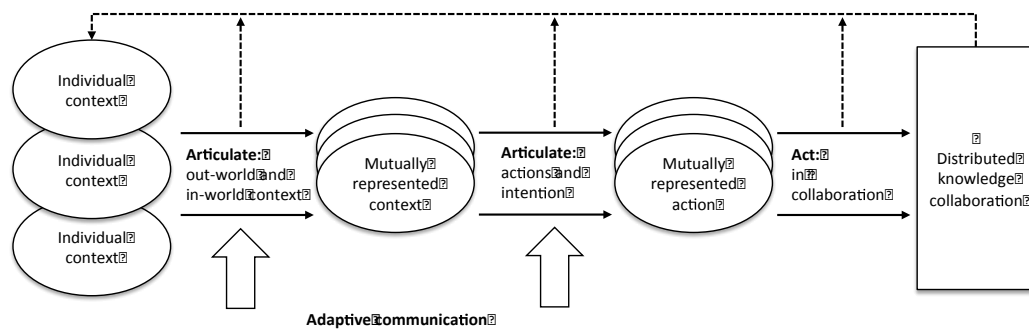 Individual
context
Individual
context
Individual
context
Articulate:
out-world and
in-world context
Mutually
represented
context
Articulate:
actions and
intention
Mutually
represented
action
Act:
in
collaboration
Distributed
knowledge
collaboration
Adaptive communication